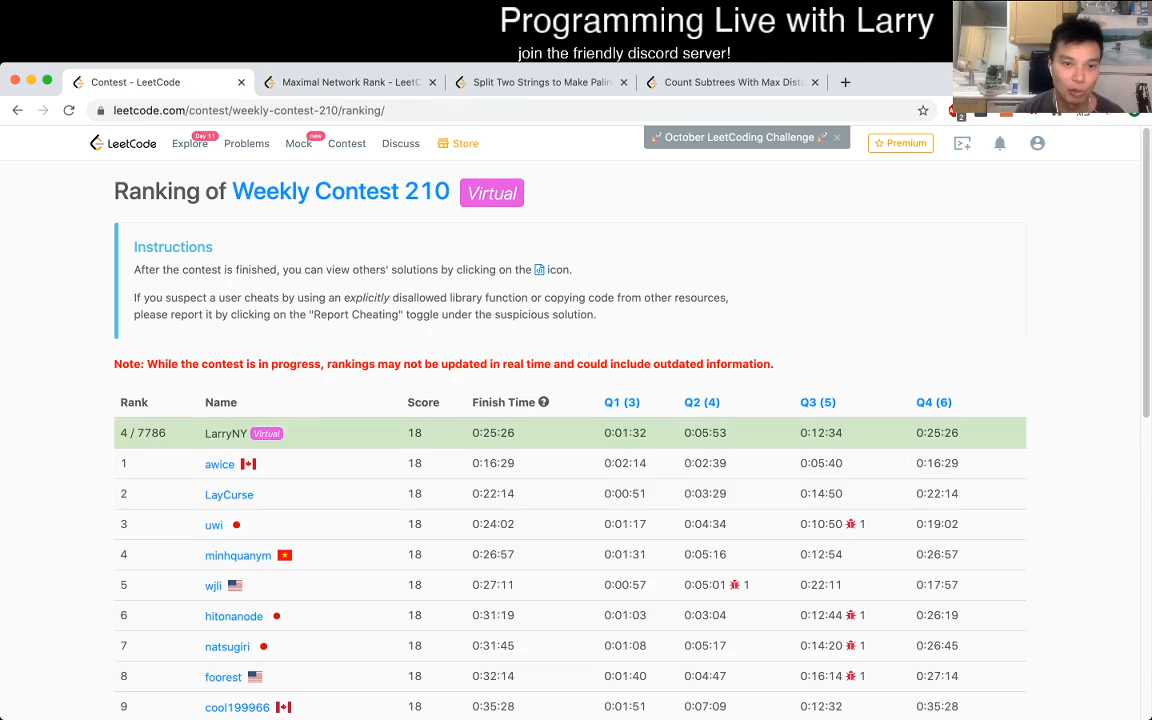 Programming Live with Larry
join the friendly discord server!
Contest - LeetCode
Maximal Network Rank - LeetC
Split Two Strings to Make Palin
Count Subtrees With Max Dist
leetcode.com/contest/weekly-contest-210/ranking/
2
LeetCode Explore Day 11 Problems Mock new Contest Discuss Store October LeetCoding Challenge Premium
Ranking of Weekly Contest 210 Virtual
Instructions
After the contest is finished, you can view others' solutions by clicking on the icon.
If you suspect a user cheats by using an explicitly disallowed library function or copying code from other resources,
please report it by clicking on the "Report Cheating" toggle under the suspicious solution.
Note: While the contest is in progress, rankings may not be updated in real time and could include outdated information.
Rank Name Score Finish Time Q1 (3) Q2 (4) Q3 (5) Q4 (6)
4 / 7786 LarryNY Virtual 18 0:25:26 0:01:32 0:05:53 0:12:34 0:25:26
1 awice 18 0:16:29 0:02:14 0:02:39 0:05:40 0:16:29
2 LayCurse 18 0:22:14 0:00:51 0:03:29 0:14:50 0:22:14
3 uwi 18 0:24:02 0:01:17 0:04:34 0:10:50 1 0:19:02
4 minhquanym 18 0:26:57 0:01:31 0:05:16 0:12:54 0:26:57
5 wjli 18 0:27:11 0:00:57 0:05:01 1 0:22:11 0:17:57
6 hitonanode 18 0:31:19 0:01:03 0:03:04 0:12:44 1 0:26:19
7 natsugiri 18 0:31:45 0:01:08 0:05:17 0:14:20 1 0:26:45
8 foorest 18 0:32:14 0:01:40 0:04:47 0:16:14 1 0:27:14
9 cool199966 18 0:35:28 0:01:51 0:07:09 0:12:32 0:35:28